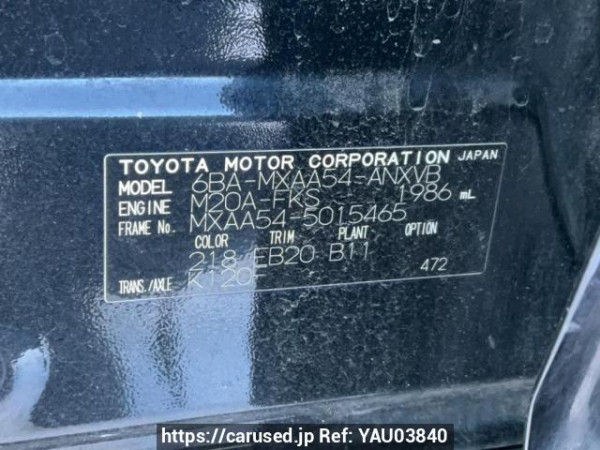 TOYOTA MOTOR CORPORATION JAPAN
MODEL 6BA-MXAA54-ANXVB
ENGINE M20A-FKS 1986 mL
FRAME No. MXAA54-5015465
COLOR TRIM PLANT OPTION
218 EB20 B11
TRANS./AXLE K120 472
https://carused.jp Ref: YAU03840